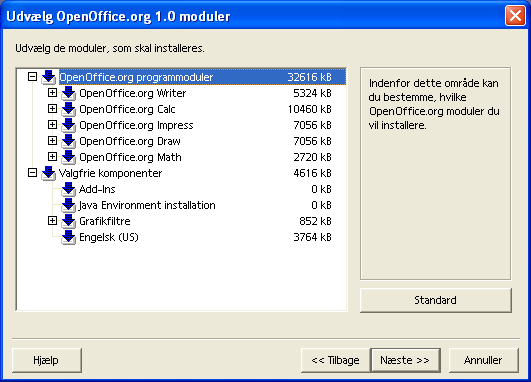 Udvælg OpenOffice.org 1.0 moduler
Udvælg de moduler, som skal installeres.
OpenOffice.org programmoduler 32616 kB
OpenOffice.org Writer 5324 kB
OpenOffice.org Calc 10460 kB
OpenOffice.org Impress 7056 kB
OpenOffice.org Draw 7056 kB
OpenOffice.org Math 2720 kB
Valgfrie komponenter 4616 kB
Add-Ins 0 kB
Java Environment installation 0 kB
Grafikfiltre 852 kB
Engelsk (US) 3764 kB
Indenfor dette område kan
du bestemme, hvilke
OpenOffice.org moduler du
vil installere.
Standard
Hjælp << Tilbage Næste >> Annuller